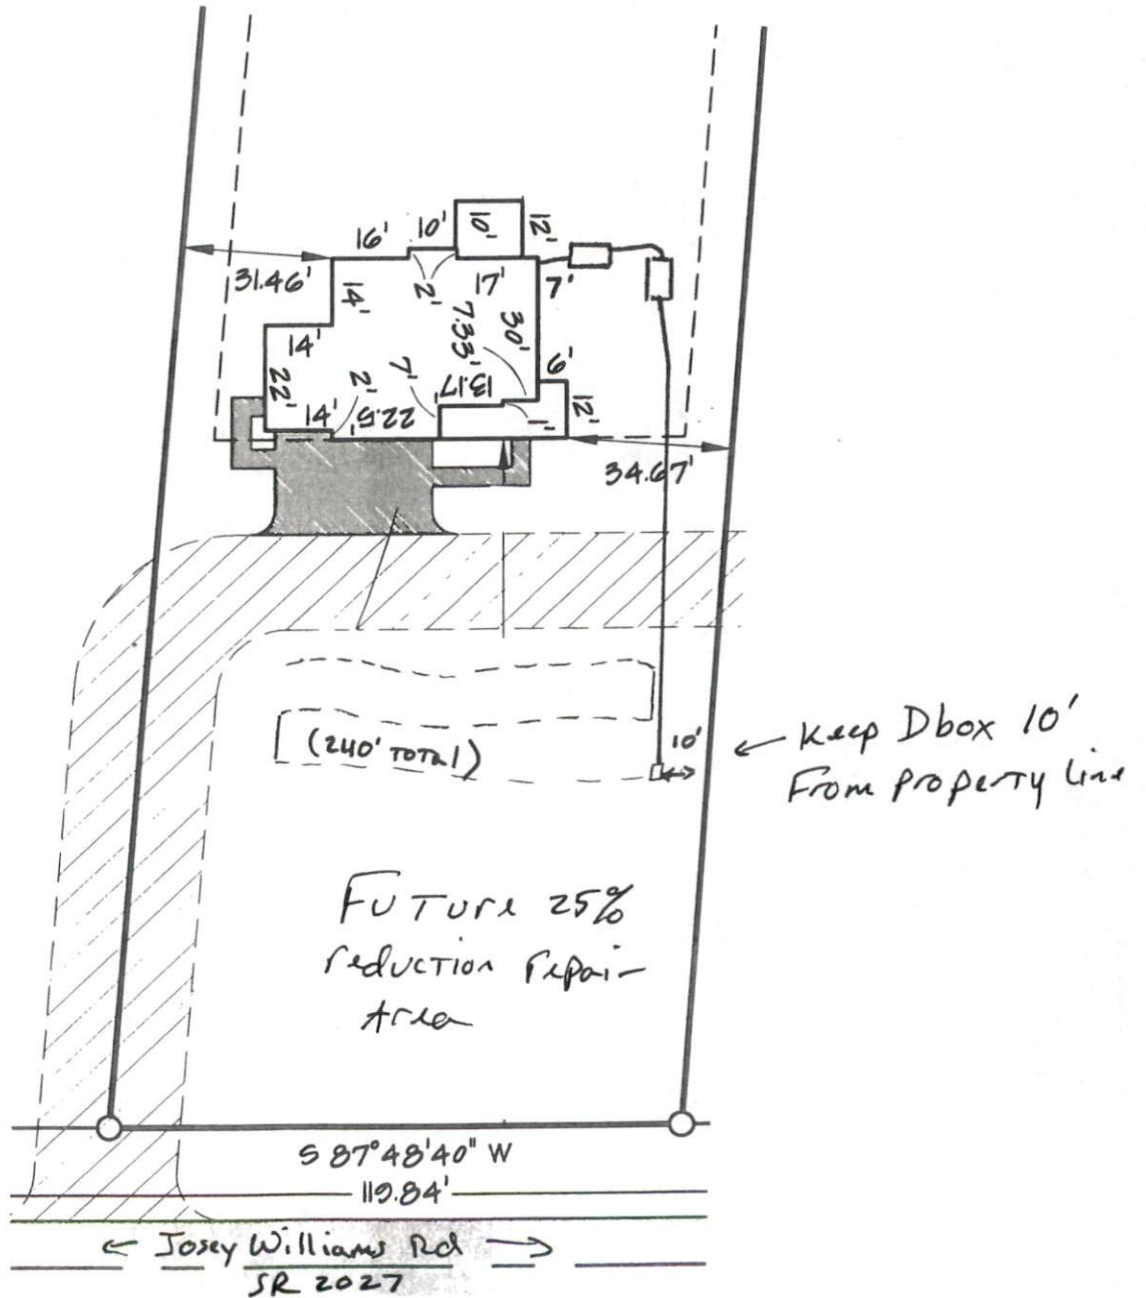 10'
12'
16'
10'
31.46'
2'
17'
7'
14'
7.33'
30'
14'
7'
6'
13.17'
22'
2'
14'
22.5'
1'
12'
34.67'
(240' TOTAL)
10'
Keep Dbox 10'
From property line
FUTure 25%
reduction repair
Area
S 87°48'40" W
119.84'
← Josey Williams Rd →
SR 2027